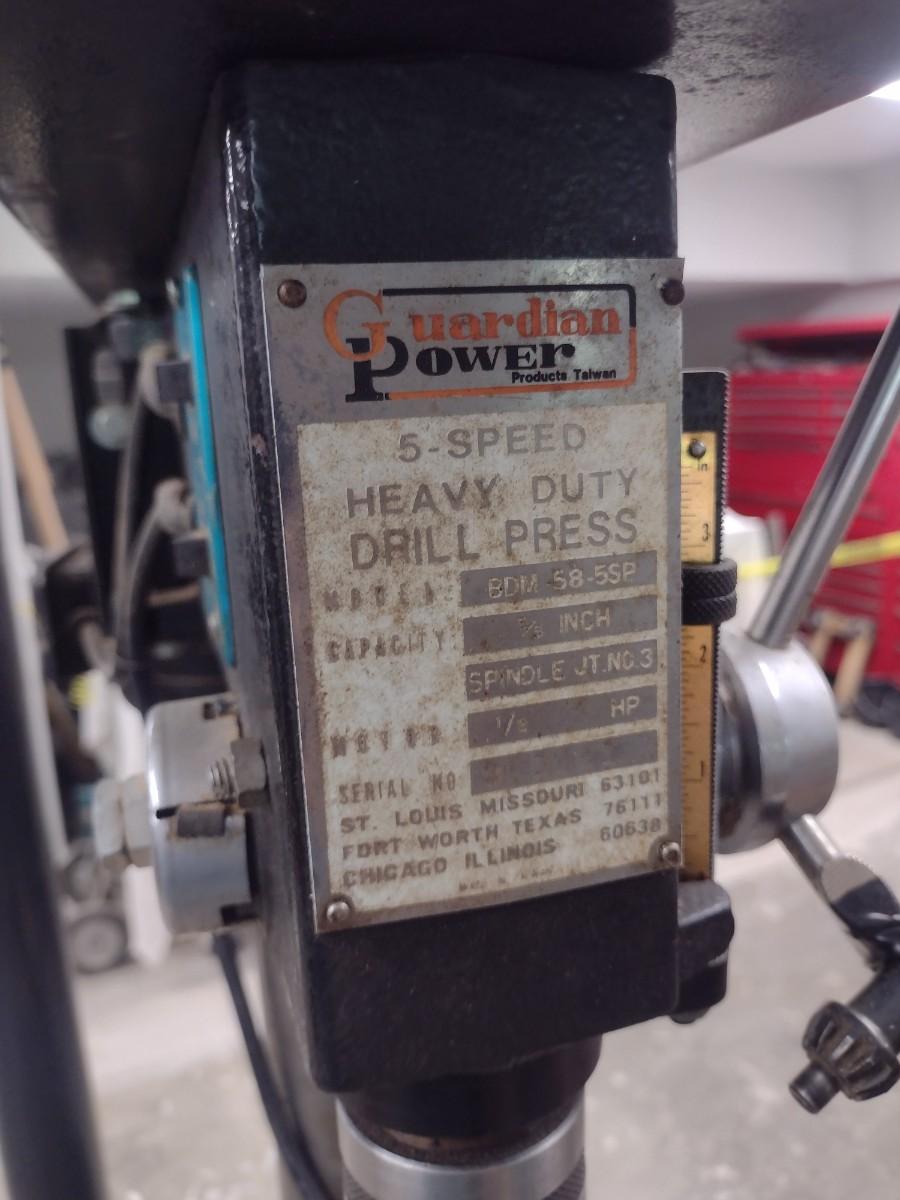 Guardian
Power
Products Taiwan
5-SPEED
HEAVY DUTY
DRILL PRESS
MODEL: BDM-58-5SP
CAPACITY: 5/8 INCH
SPINDLE JT.NO.3
MOTOR 1/2 HP
SERIAL NO
ST. LOUIS MISSOURI 63101
FORT WORTH TEXAS 76111
CHICAGO ILLINOIS 60638
in
3
2
1